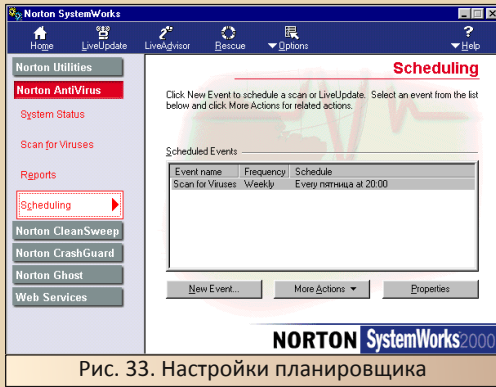 Norton SystemWorks
Home LiveUpdate LiveAdvisor Rescue Options Help
Norton Utilities
Norton AntiVirus
System Status
Scan for Viruses
Reports
Scheduling
Norton CleanSweep
Norton CrashGuard
Norton Ghost
Web Services
Scheduling
Click New Event to schedule a scan or LiveUpdate. Select an event from the list
below and click More Actions for related actions.
Scheduled Events
Event name Frequency Schedule
Scan for Viruses Weekly Every пятница at 20:00
New Event... More Actions Properties
NORTON SystemWorks 2000
Рис. 33. Настройки планировщика